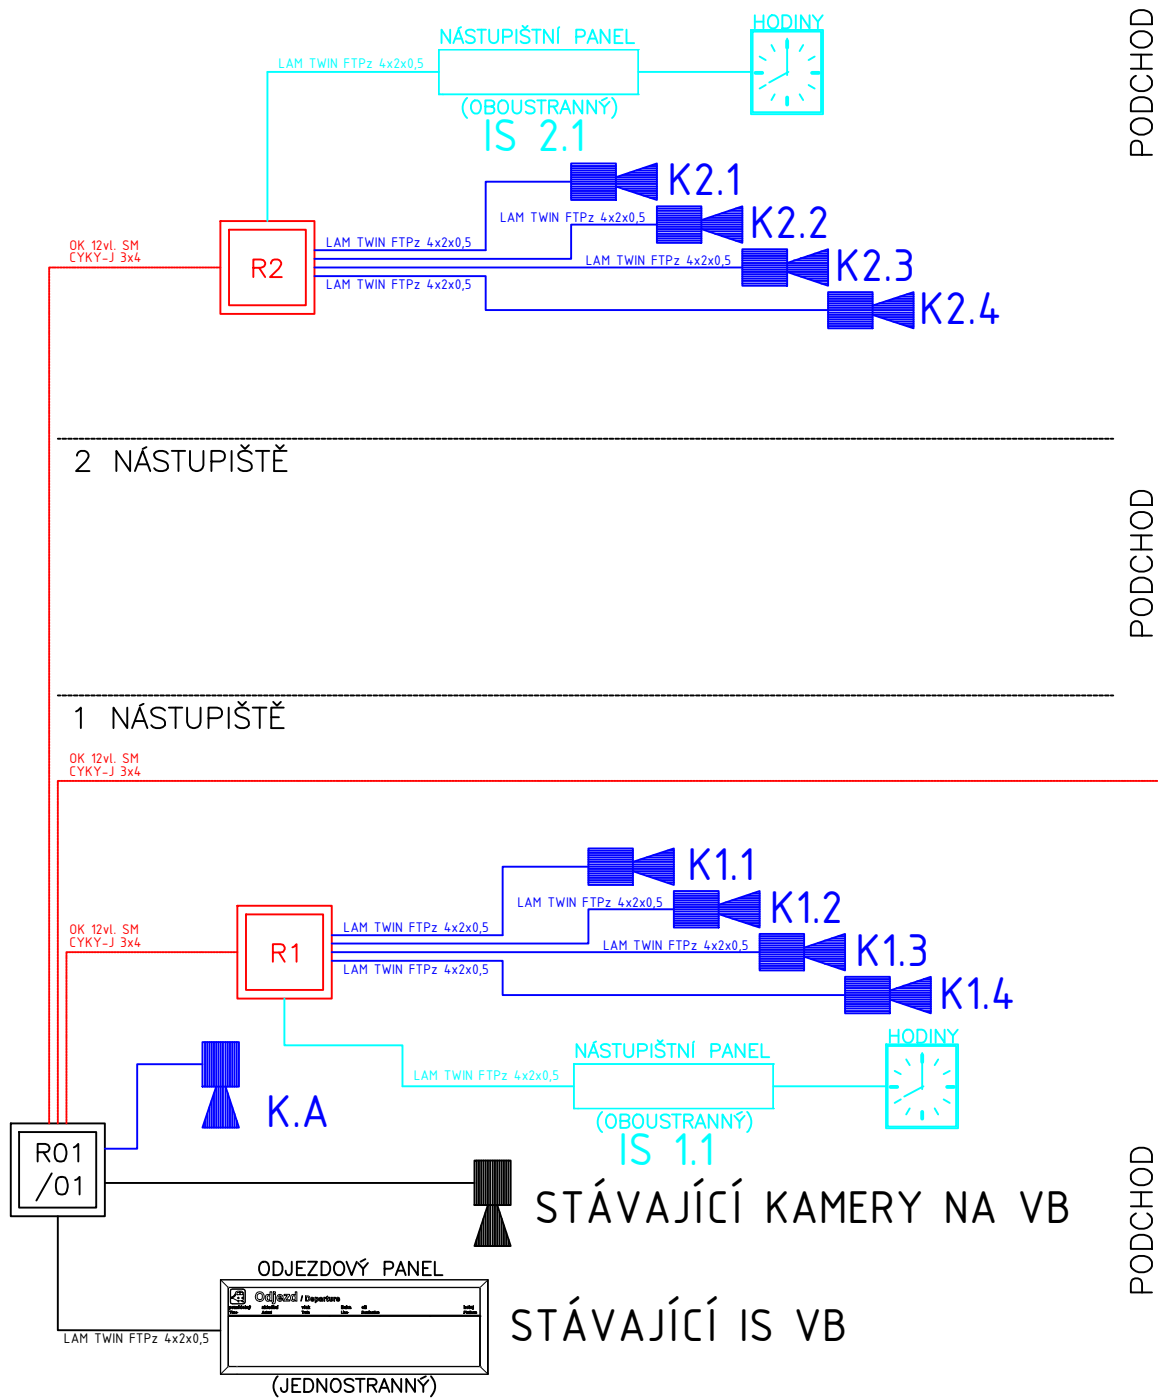 HODINY
NÁSTUPIŠTNÍ PANEL
LAM TWIN FTPz 4x2x0,5
(OBOUSTRANNÝ)
IS 2.1
PODCHOD
K2.1
LAM TWIN FTPz 4x2x0,5
K2.2
OK 12vl. SM
CYKY-J 3x4
LAM TWIN FTPz 4x2x0,5
R2
LAM TWIN FTPz 4x2x0,5
K2.3
LAM TWIN FTPz 4x2x0,5
K2.4
2 NÁSTUPIŠTĚ
PODCHOD
1 NÁSTUPIŠTĚ
OK 12vl. SM
CYKY-J 3x4
K1.1
LAM TWIN FTPz 4x2x0,5
K1.2
OK 12vl. SM
CYKY-J 3x4
LAM TWIN FTPz 4x2x0,5
R1
LAM TWIN FTPz 4x2x0,5
K1.3
LAM TWIN FTPz 4x2x0,5
K1.4
HODINY
NÁSTUPIŠTNÍ PANEL
LAM TWIN FTPz 4x2x0,5
(OBOUSTRANNÝ)
IS 1.1
K.A
R01
/01
STÁVAJÍCÍ KAMERY NA VB
PODCHOD
ODJEZDOVÝ PANEL
Odjezd / Departure
STÁVAJÍCÍ IS VB
LAM TWIN FTPz 4x2x0,5
(JEDNOSTRANNÝ)